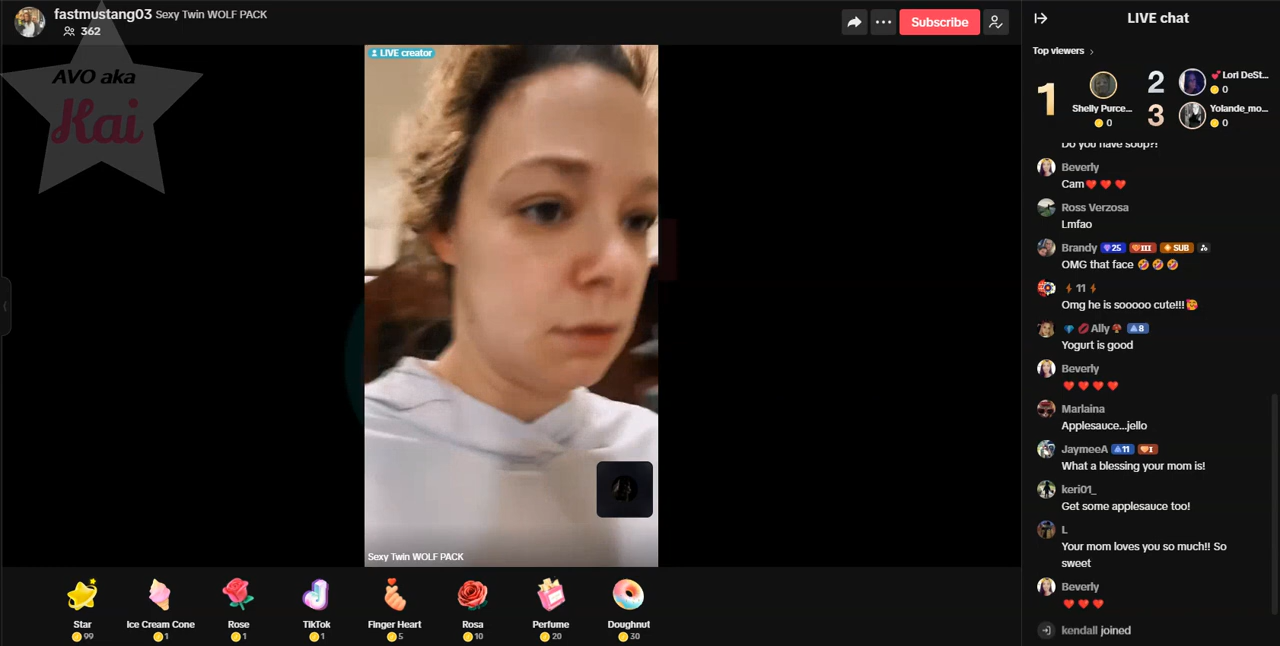 fastmustang03 Sexy Twin WOLF PACK
362
Subscribe
AVO aka
Kai
LIVE creator
Sexy Twin WOLF PACK
Star
99
Ice Cream Cone
1
Rose
1
TikTok
1
Finger Heart
5
Rosa
10
Perfume
20
Doughnut
30
LIVE chat
Top viewers
1
Shelly Purce...
0
2
💕 Lori DeSt...
0
3
Yolande_mo...
0
Do you have soup?!
Beverly
Cam❤️ ❤️ ❤️
Ross Verzosa
Lmfao
Brandy 25 III SUB
OMG that face 🤣 🤣 🤣
⚡ 11 ⚡
Omg he is sooooo cute!!!🥰
💎 💋 Ally 🍄 8
Yogurt is good
Beverly
❤️ ❤️ ❤️ ❤️
Marlaina
Applesauce...jello
JaymeeA 11 I
What a blessing your mom is!
keri01_
Get some applesauce too!
L
Your mom loves you so much!! So
sweet
Beverly
❤️ ❤️ ❤️
kendall joined